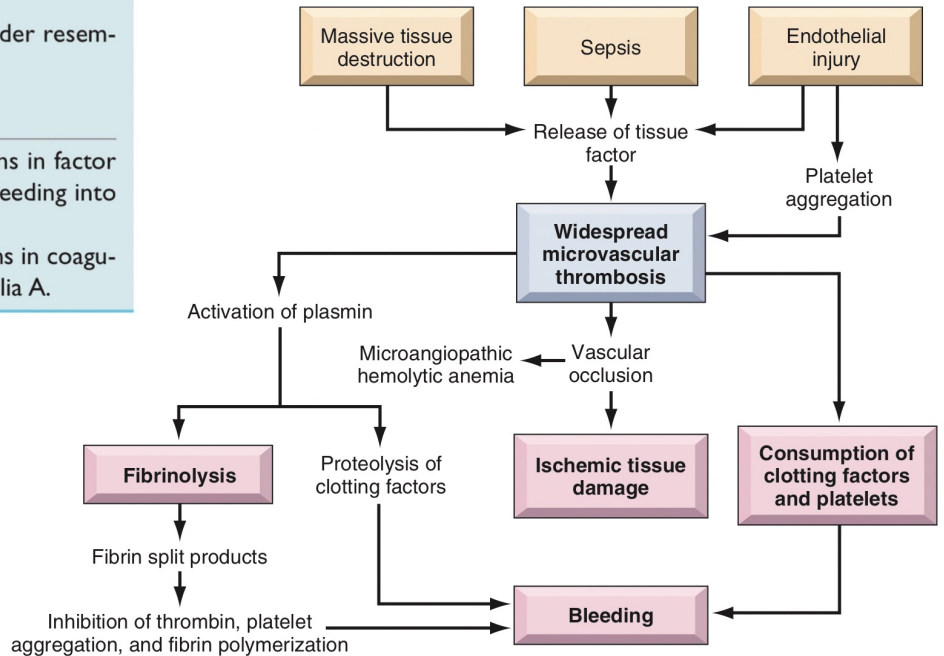 der resem-
ns in factor
eeding into
ns in coagu-
lia A.
Massive tissue
destruction
Sepsis
Endothelial
injury
Release of tissue
factor
Platelet
aggregation
Widespread
microvascular
thrombosis
Activation of plasmin
Microangiopathic
hemolytic anemia
Vascular
occlusion
Fibrinolysis
Proteolysis of
clotting factors
Ischemic tissue
damage
Consumption of
clotting factors
and platelets
Fibrin split products
Inhibition of thrombin, platelet
aggregation, and fibrin polymerization
Bleeding